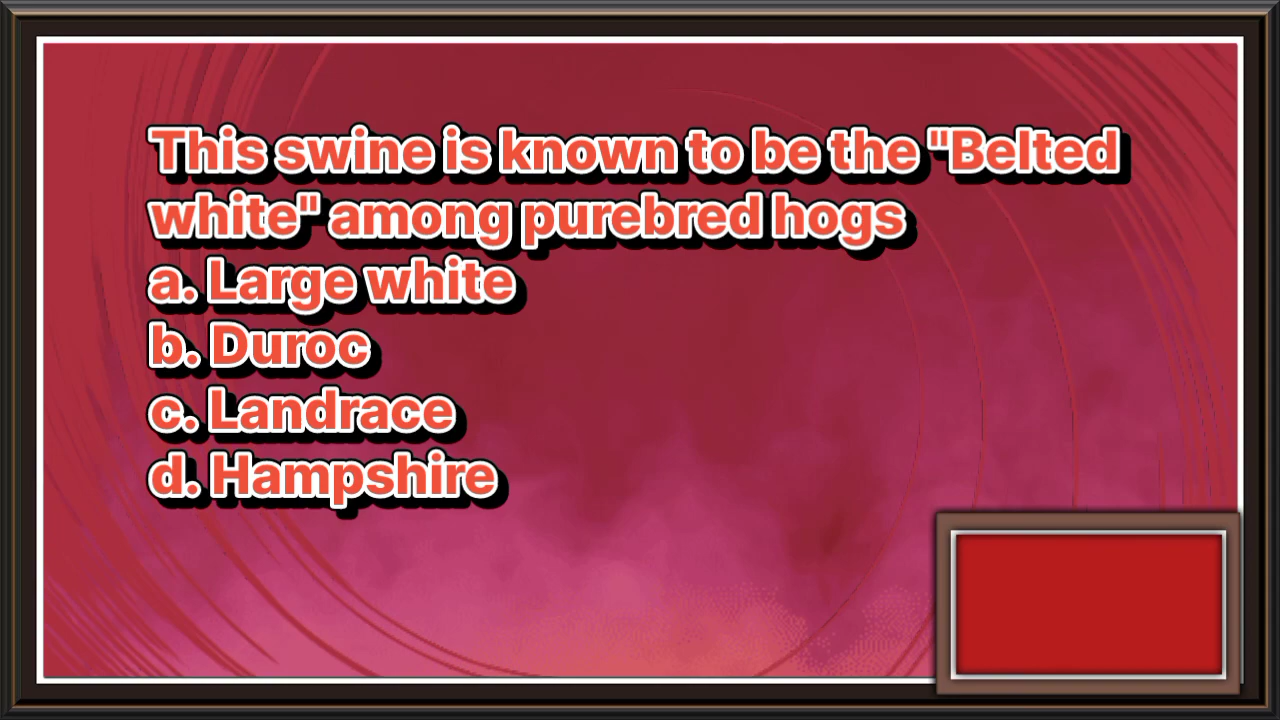 This swine is known to be the "Belted
white" among purebred hogs
a. Large white
b. Duroc
c. Landrace
d. Hampshire